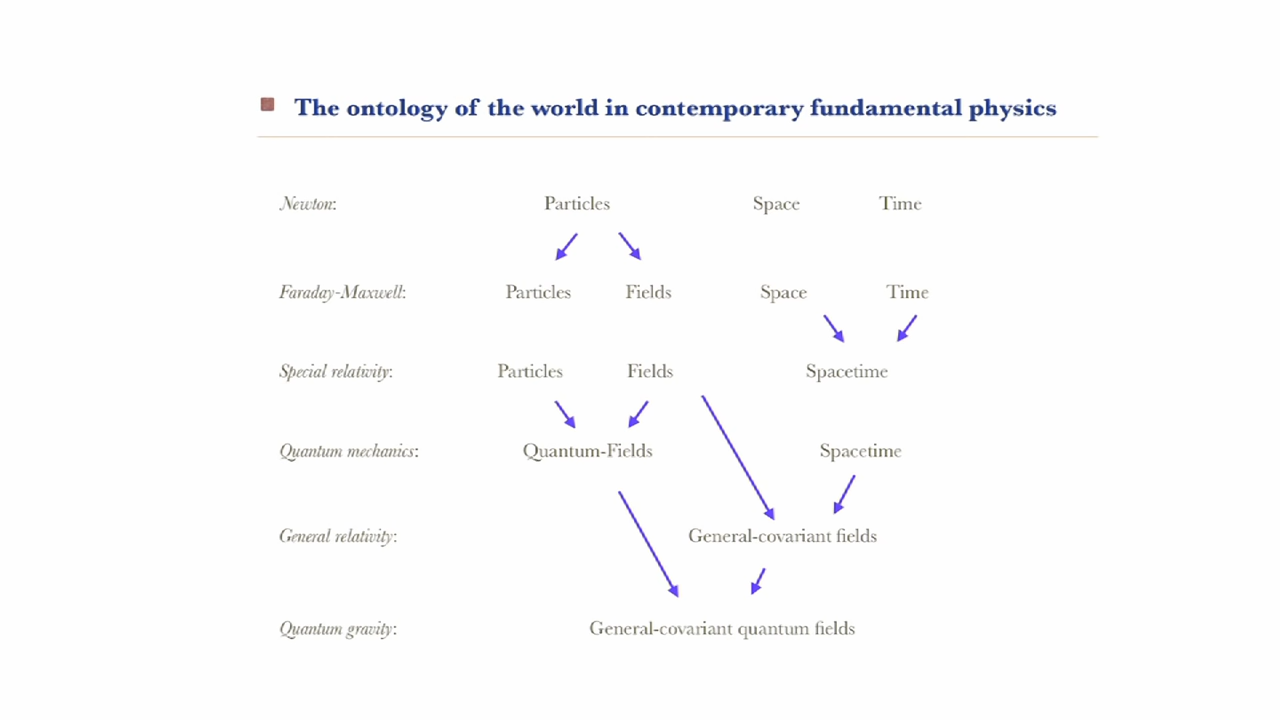 The ontology of the world in contemporary fundamental physics
Newton: Particles Space Time
Faraday-Maxwell: Particles Fields Space Time
Special relativity: Particles Fields Spacetime
Quantum mechanics: Quantum-Fields Spacetime
General relativity: General-covariant fields
Quantum gravity: General-covariant quantum fields